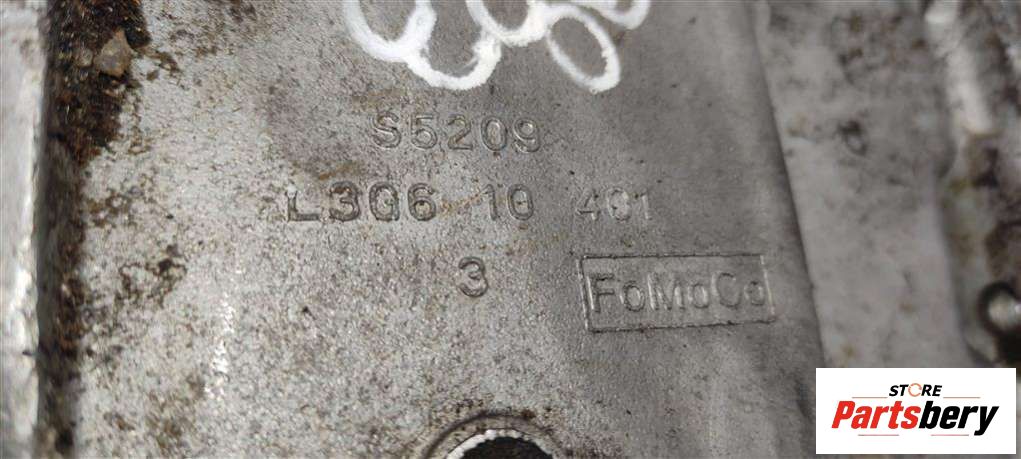 S5209
L3G6 10 401
3
FoMoCo
STORE
Partsbery